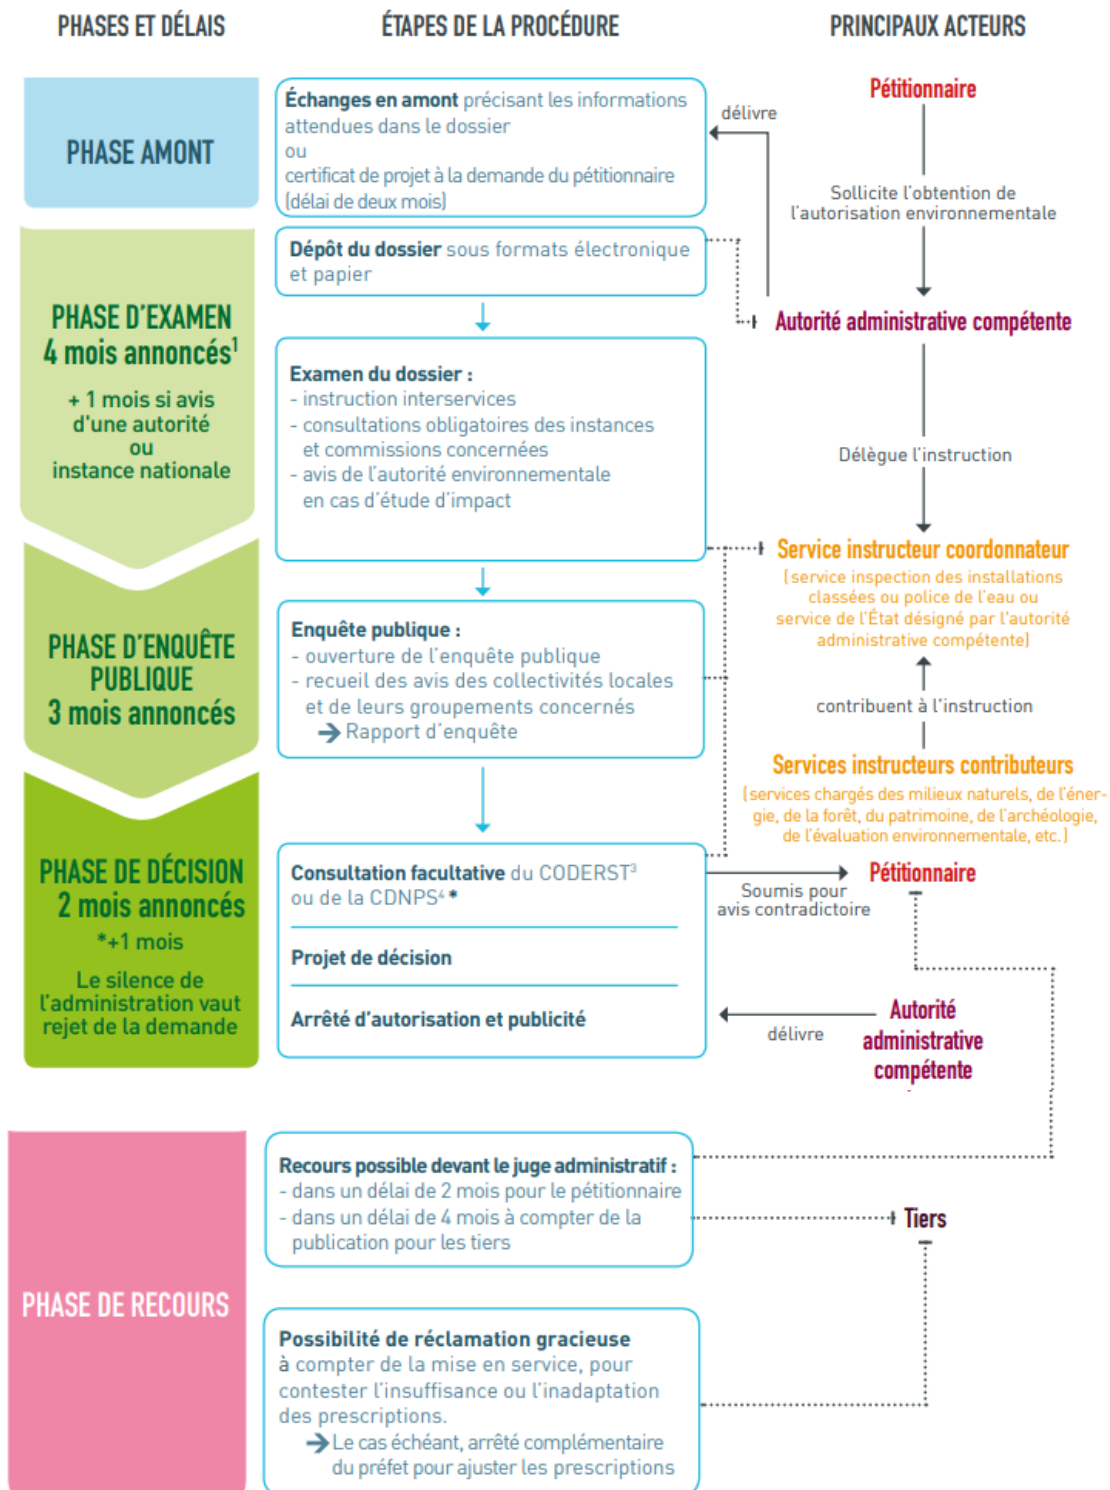 PHASES ET DÉLAIS
ÉTAPES DE LA PROCÉDURE
PRINCIPAUX ACTEURS
PHASE AMONT
Échanges en amont précisant les informations
attendues dans le dossier
ou
certificat de projet à la demande du pétitionnaire
(délai de deux mois)
délivre
Pétitionnaire
Sollicite l'obtention de
l'autorisation environnementale
Dépôt du dossier sous formats électronique
et papier
Autorité administrative compétente
PHASE D'EXAMEN
4 mois annoncés¹
+ 1 mois si avis
d'une autorité
ou
instance nationale
Examen du dossier :
- instruction interservices
- consultations obligatoires des instances
et commissions concernées
- avis de l'autorité environnementale
en cas d'étude d'impact
Délègue l'instruction
Service instructeur coordonnateur
(service inspection des installations
classées ou police de l'eau ou
service de l'État désigné par l'autorité
administrative compétente)
PHASE D'ENQUÊTE
PUBLIQUE
3 mois annoncés
Enquête publique :
- ouverture de l'enquête publique
- recueil des avis des collectivités locales
et de leurs groupements concernés
→ Rapport d'enquête
contribuent à l'instruction
Services instructeurs contributeurs
(services chargés des milieux naturels, de l'éner-
gie, de la forêt, du patrimoine, de l'archéologie,
de l'évaluation environnementale, etc.)
PHASE DE DÉCISION
2 mois annoncés
*+1 mois
Le silence de
l'administration vaut
rejet de la demande
Consultation facultative du CODERST³
ou de la CDNPS⁴ *
Projet de décision
Arrêté d'autorisation et publicité
Pétitionnaire
Soumis pour
avis contradictoire
Autorité
administrative
compétente
délivre
PHASE DE RECOURS
Recours possible devant le juge administratif :
- dans un délai de 2 mois pour le pétitionnaire
- dans un délai de 4 mois à compter de la
publication pour les tiers
Tiers
Possibilité de réclamation gracieuse
à compter de la mise en service, pour
contester l'insuffisance ou l'inadaptation
des prescriptions.
→ Le cas échéant, arrêté complémentaire
du préfet pour ajuster les prescriptions